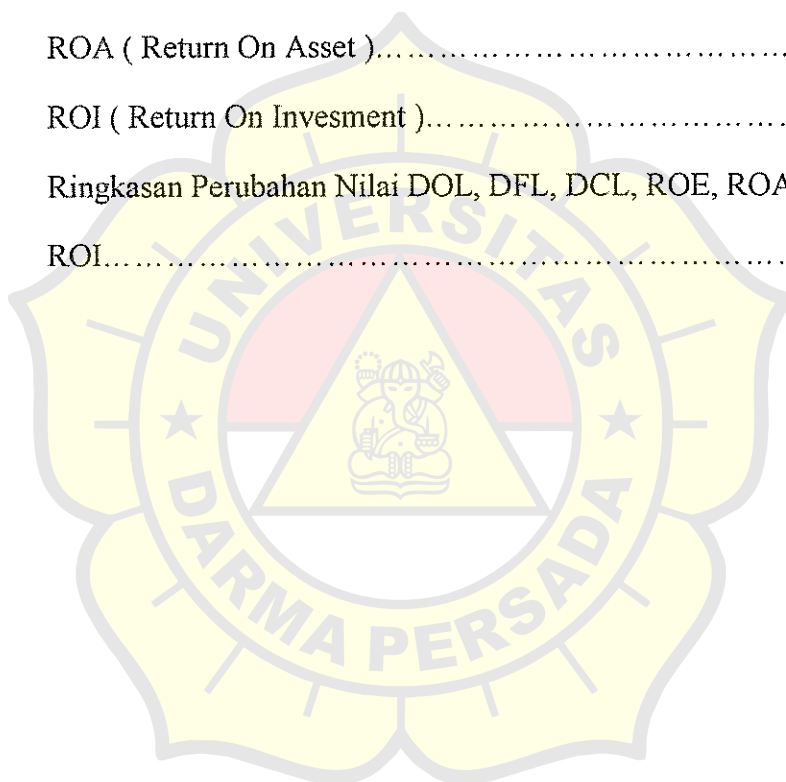 ROA ( Return On Asset )……………………………………
ROI ( Return On Invesment )………………………………
Ringkasan Perubahan Nilai DOL, DFL, DCL, ROE, ROA
ROI……………………………………………………………
UNIVERSITAS
DARMA PERSADA